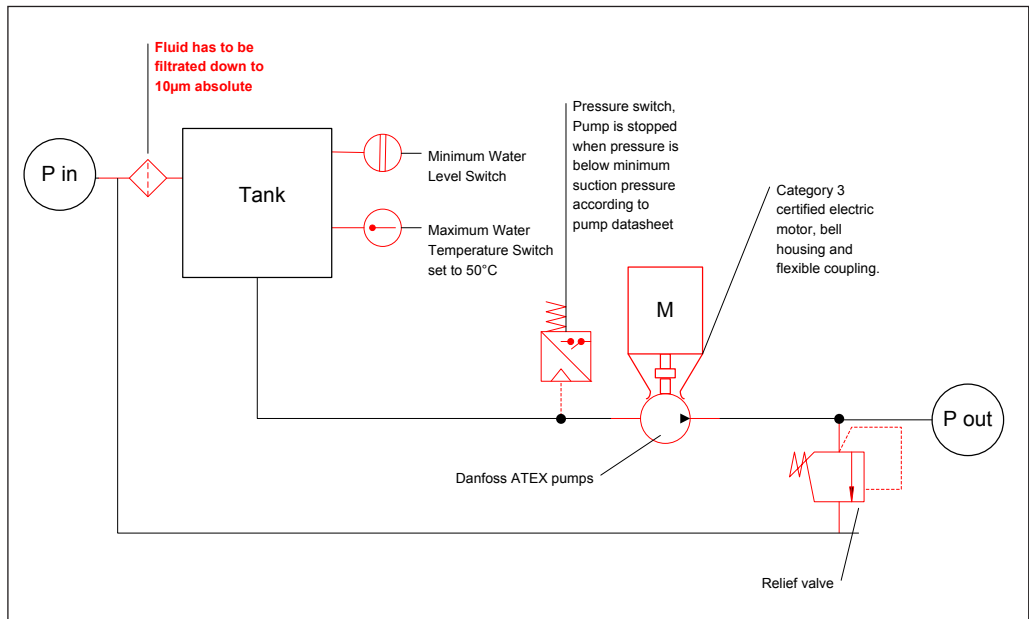 Fluid has to be
filtrated down to
10µm absolute
P in
Tank
Minimum Water
Level Switch
Maximum Water
Temperature Switch
set to 50°C
Pressure switch,
Pump is stopped
when pressure is
below minimum
suction pressure
according to
pump datasheet
Category 3
certified electric
motor, bell
housing and
flexible coupling.
M
P out
Danfoss ATEX pumps
Relief valve